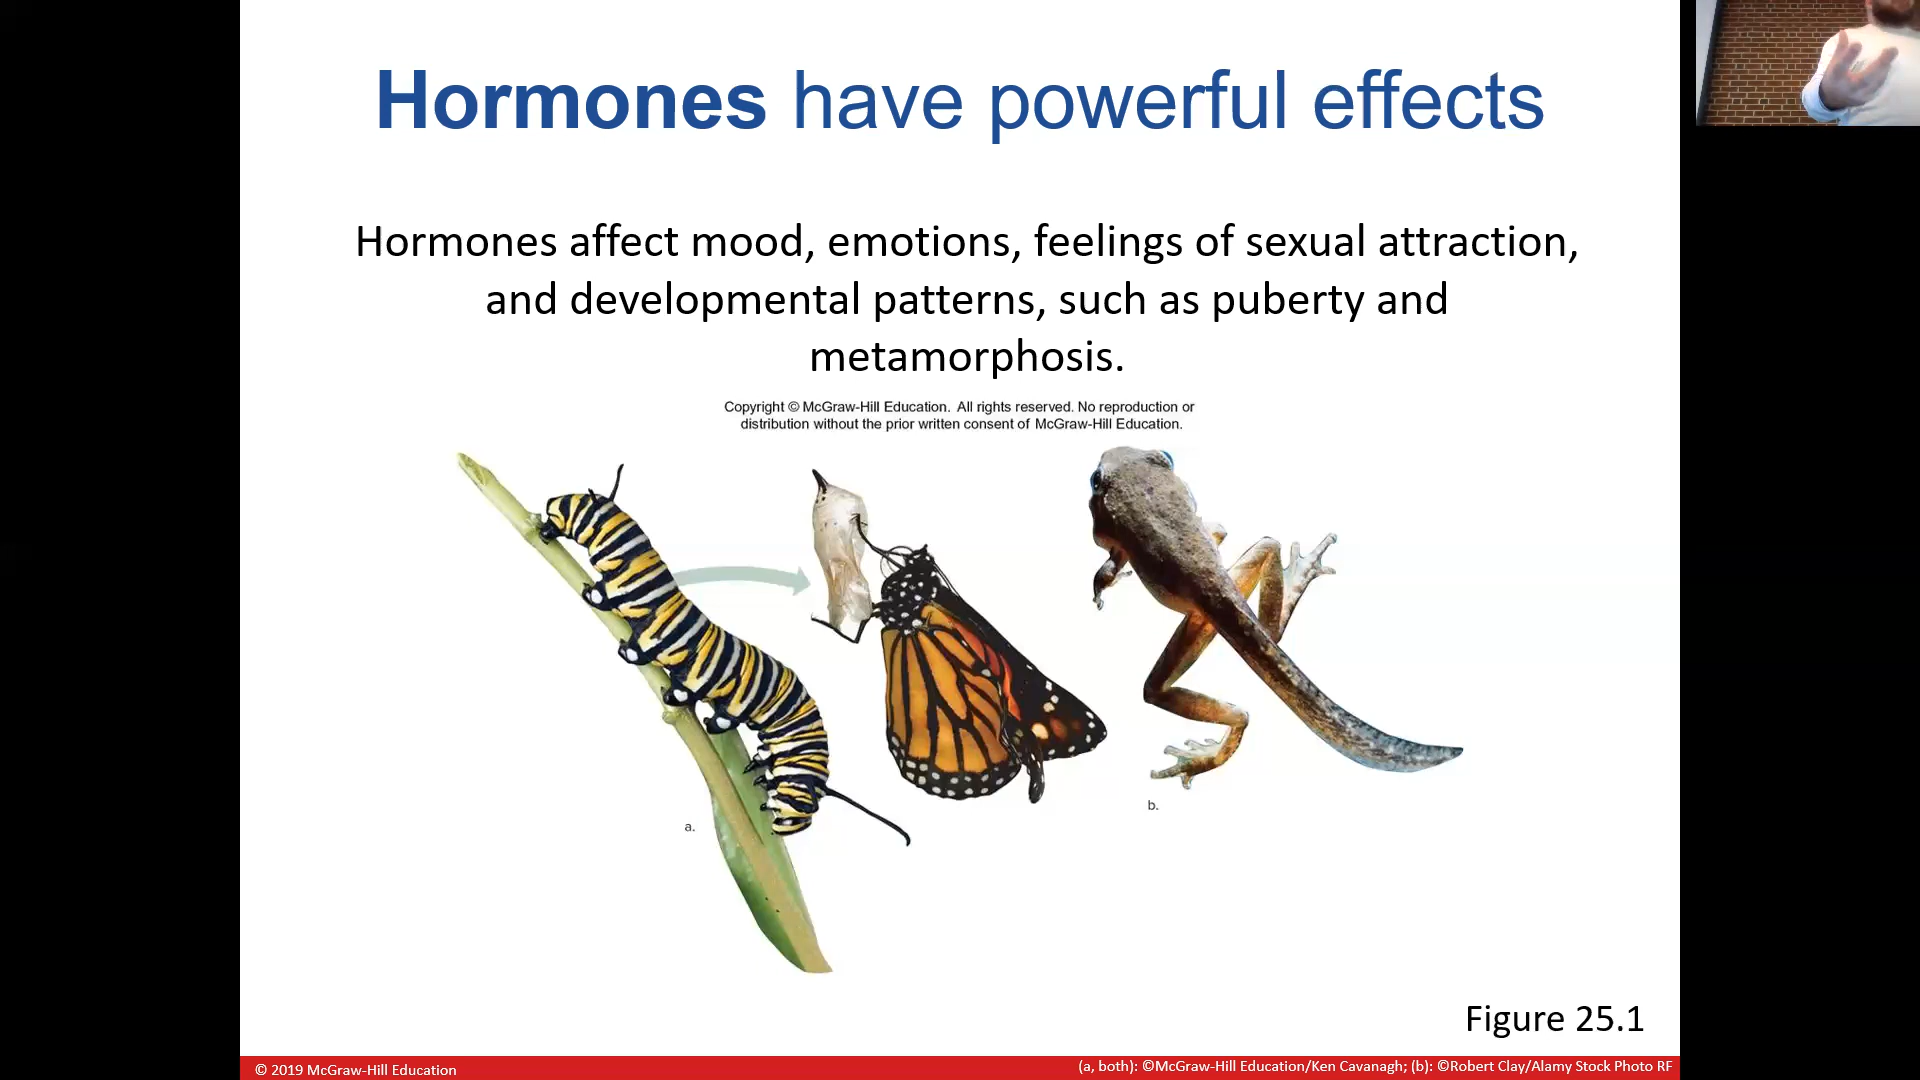 Hormones have powerful effects
Hormones affect mood, emotions, feelings of sexual attraction,
and developmental patterns, such as puberty and
metamorphosis.
Copyright © McGraw-Hill Education. All rights reserved. No reproduction or
distribution without the prior written consent of McGraw-Hill Education.
a.
b.
Figure 25.1
© 2019 McGraw-Hill Education
(a, both): ©McGraw-Hill Education/Ken Cavanagh; (b): ©Robert Clay/Alamy Stock Photo RF